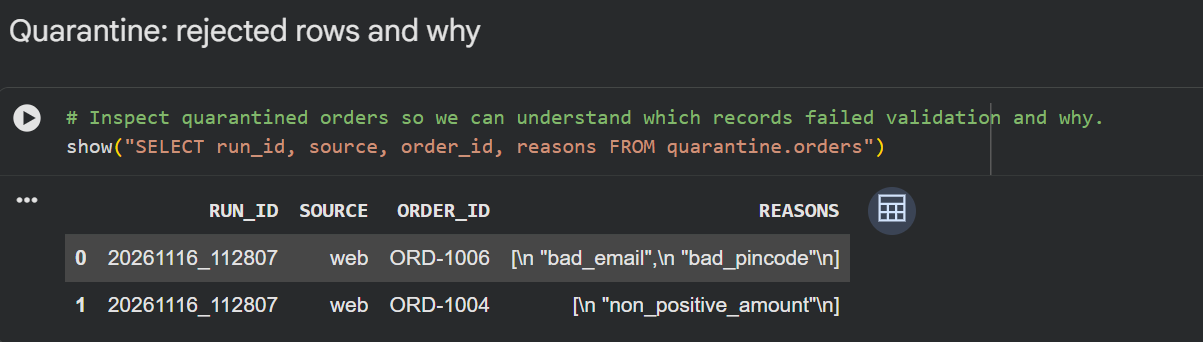 Quarantine: rejected rows and why
# Inspect quarantined orders so we can understand which records failed validation and why.
show("SELECT run_id, source, order_id, reasons FROM quarantine.orders")
RUN_ID SOURCE ORDER_ID REASONS
0 20261116_112807 web ORD-1006 [\n "bad_email",\n "bad_pincode"\n]
1 20261116_112807 web ORD-1004 [\n "non_positive_amount"\n]